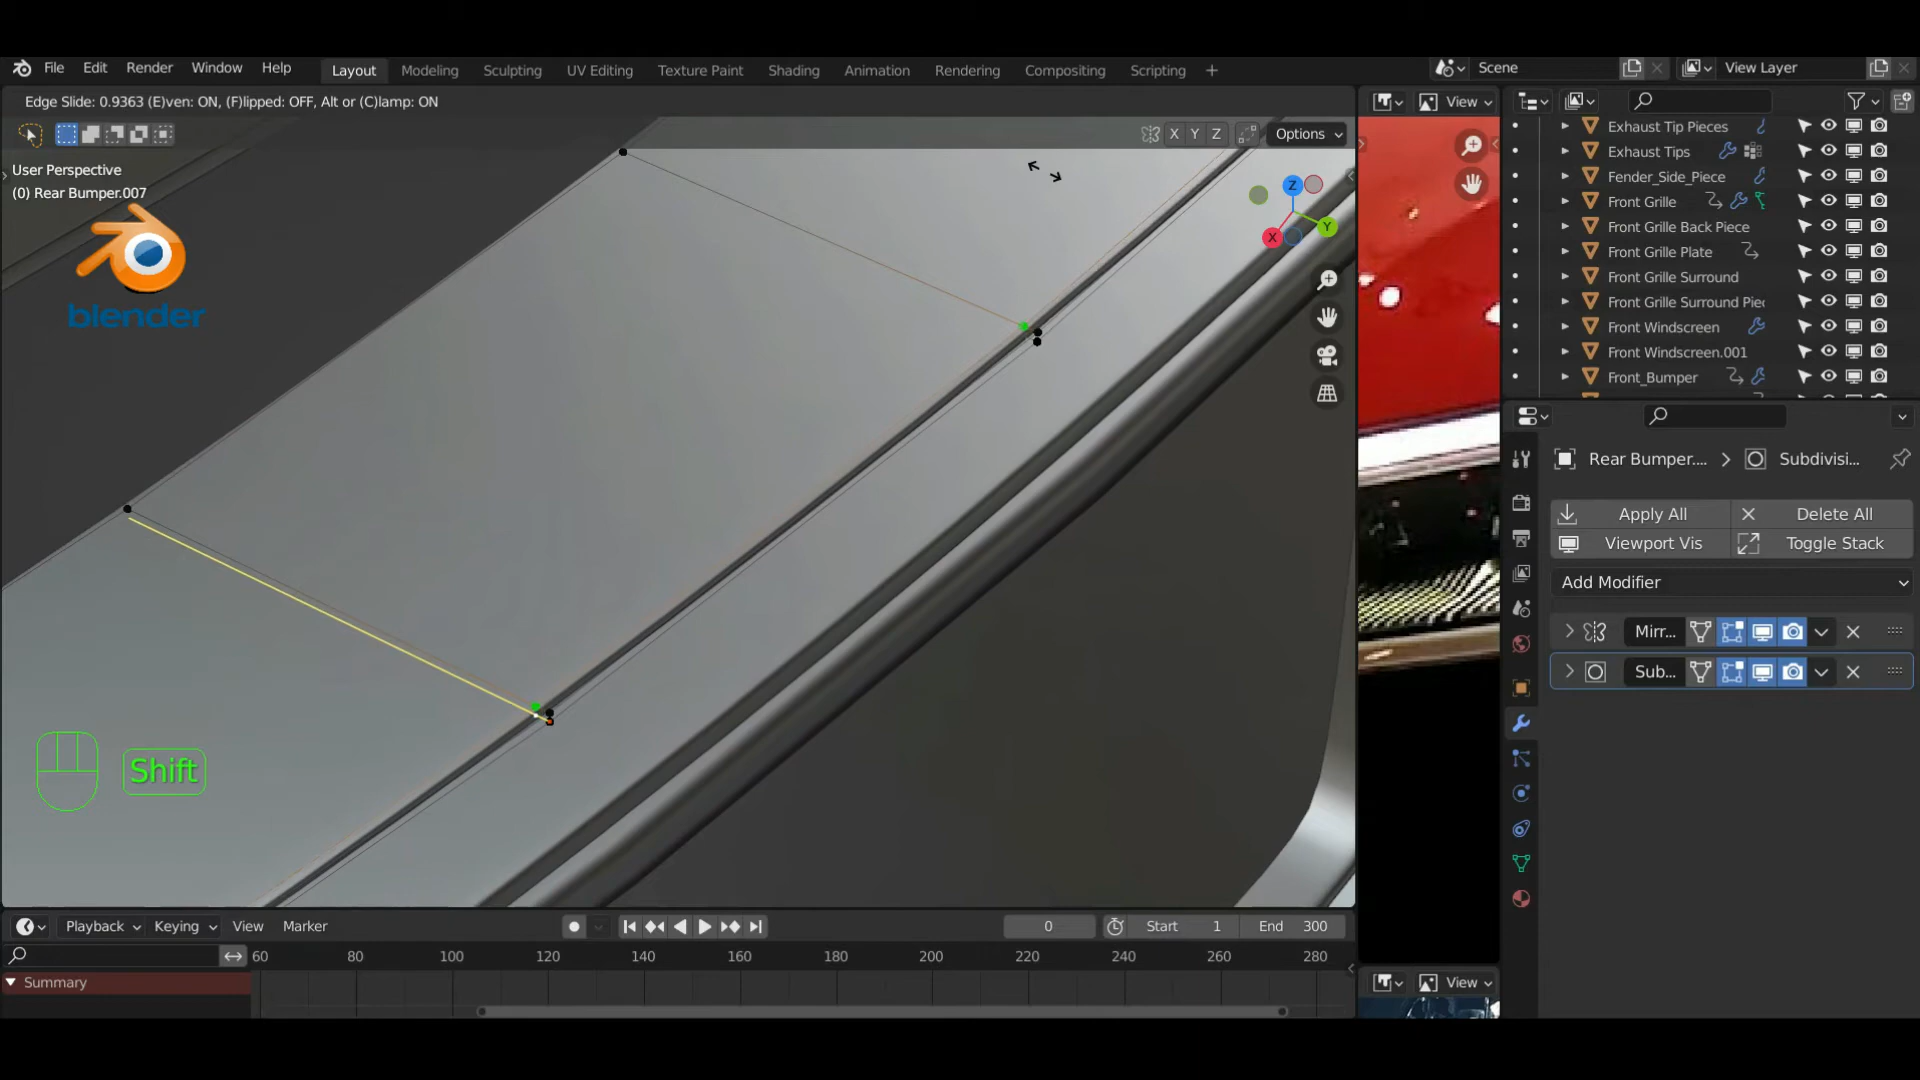 File Edit Render Window Help Layout Modeling Sculpting UV Editing Texture Paint Shading Animation Rendering Compositing Scripting + Scene View Layer
Edge Slide: 0.9363 (E)ven: ON, (F)lipped: OFF, Alt or (C)lamp: ON
View
X Y Z Options
User Perspective
(0) Rear Bumper.007
blender
Z
Y
X
Shift
Exhaust Tip Pieces
Exhaust Tips
Fender_Side_Piece
Front Grille
Front Grille Back Piece
Front Grille Plate
Front Grille Surround
Front Grille Surround Pie
Front Windscreen
Front Windscreen.001
Front_Bumper
Rear Bumper.... Subdivisi...
Apply All Delete All
Viewport Vis Toggle Stack
Add Modifier
Mirr...
Sub...
Playback Keying View Marker 0 Start 1 End 300
60 80 100 120 140 160 180 200 220 240 260 280
Summary
View